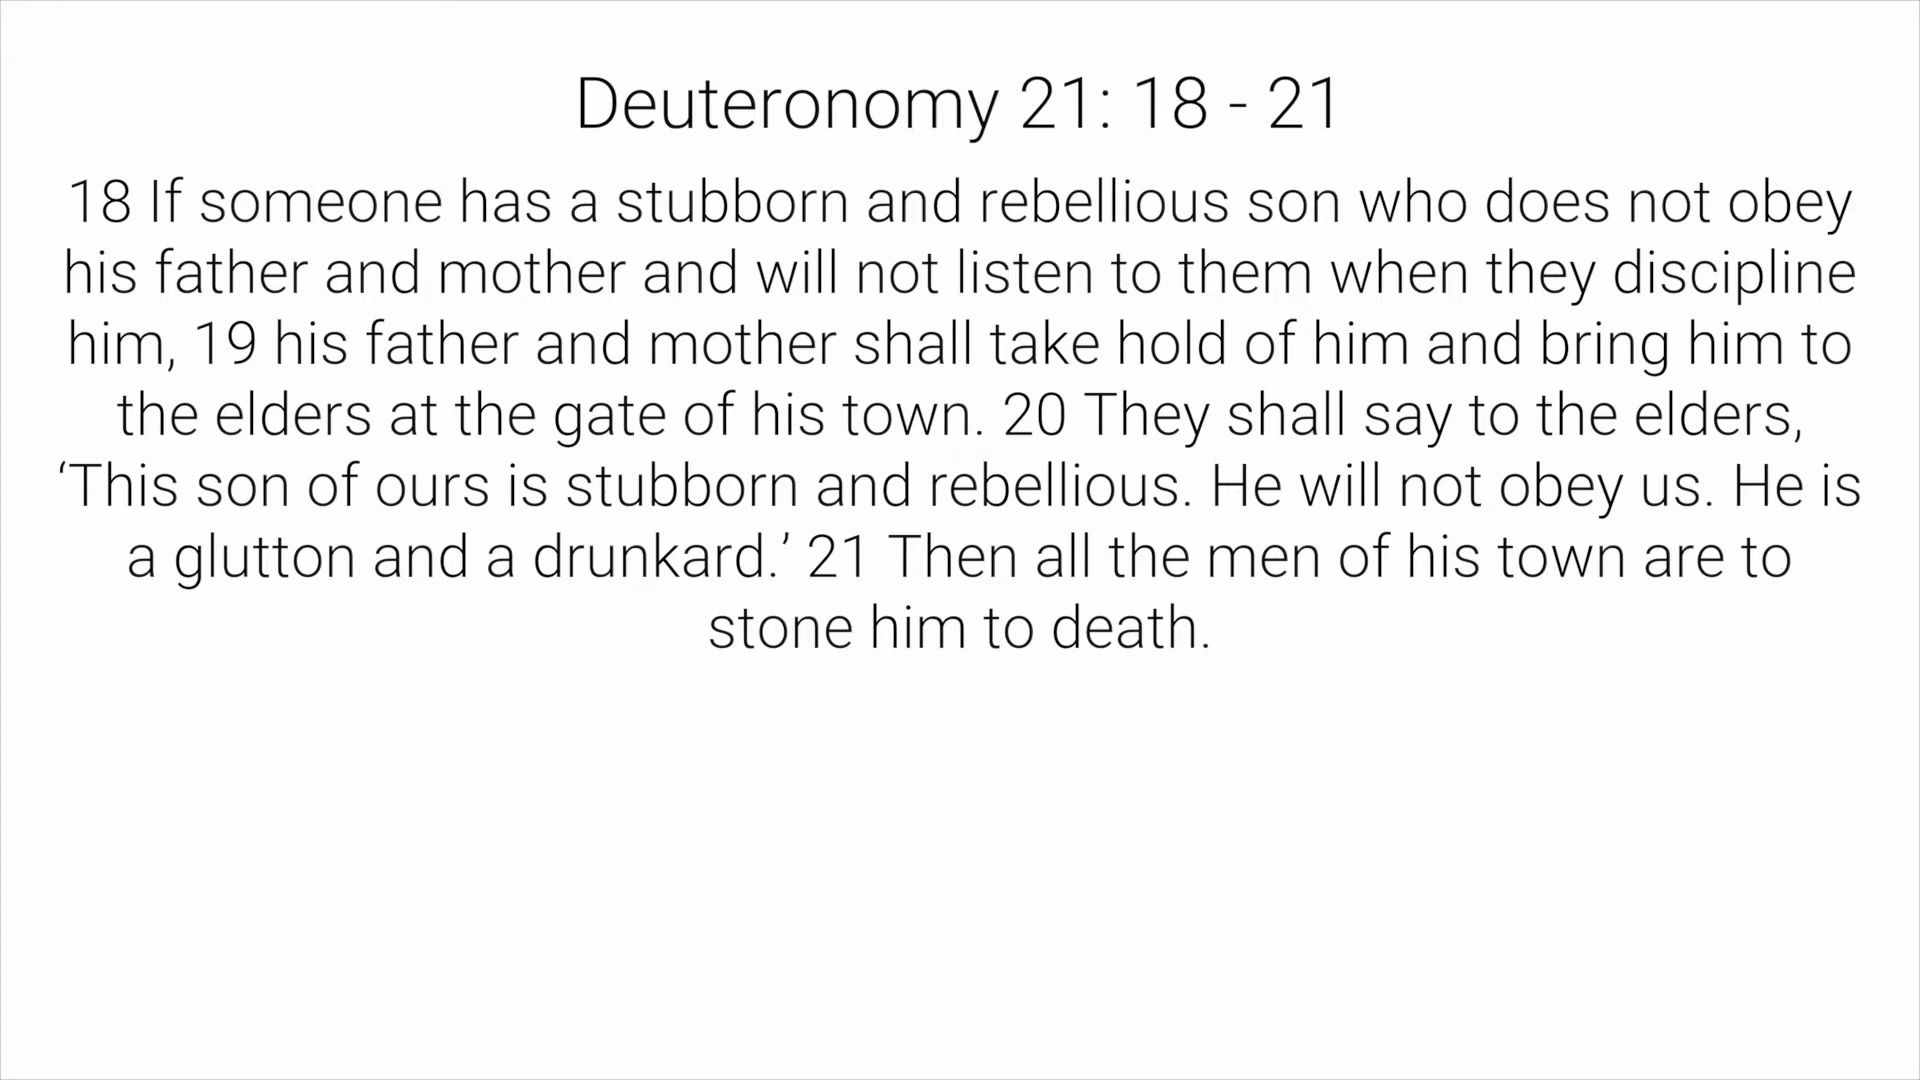 Deuteronomy 21: 18 - 21
18 If someone has a stubborn and rebellious son who does not obey
his father and mother and will not listen to them when they discipline
him, 19 his father and mother shall take hold of him and bring him to
the elders at the gate of his town. 20 They shall say to the elders,
‘This son of ours is stubborn and rebellious. He will not obey us. He is
a glutton and a drunkard.’ 21 Then all the men of his town are to
stone him to death.